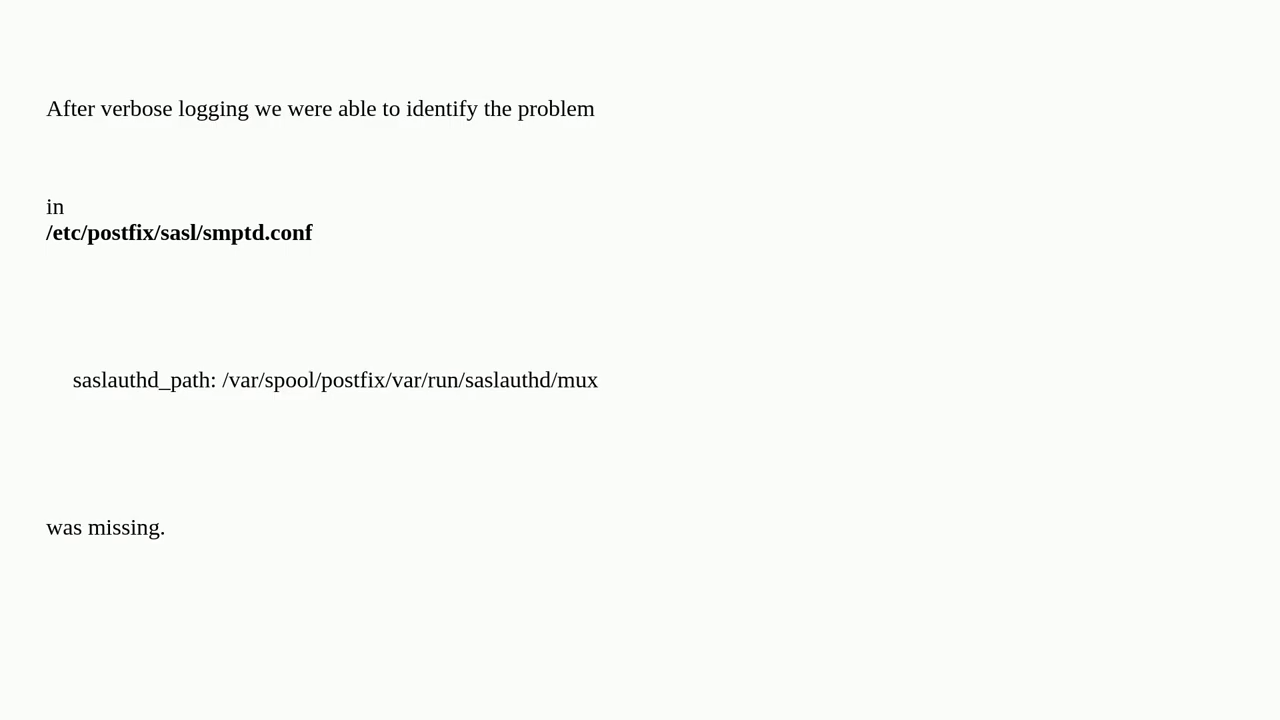 After verbose logging we were able to identify the problem
in
/etc/postfix/sasl/smptd.conf
saslauthd_path: /var/spool/postfix/var/run/saslauthd/mux
was missing.